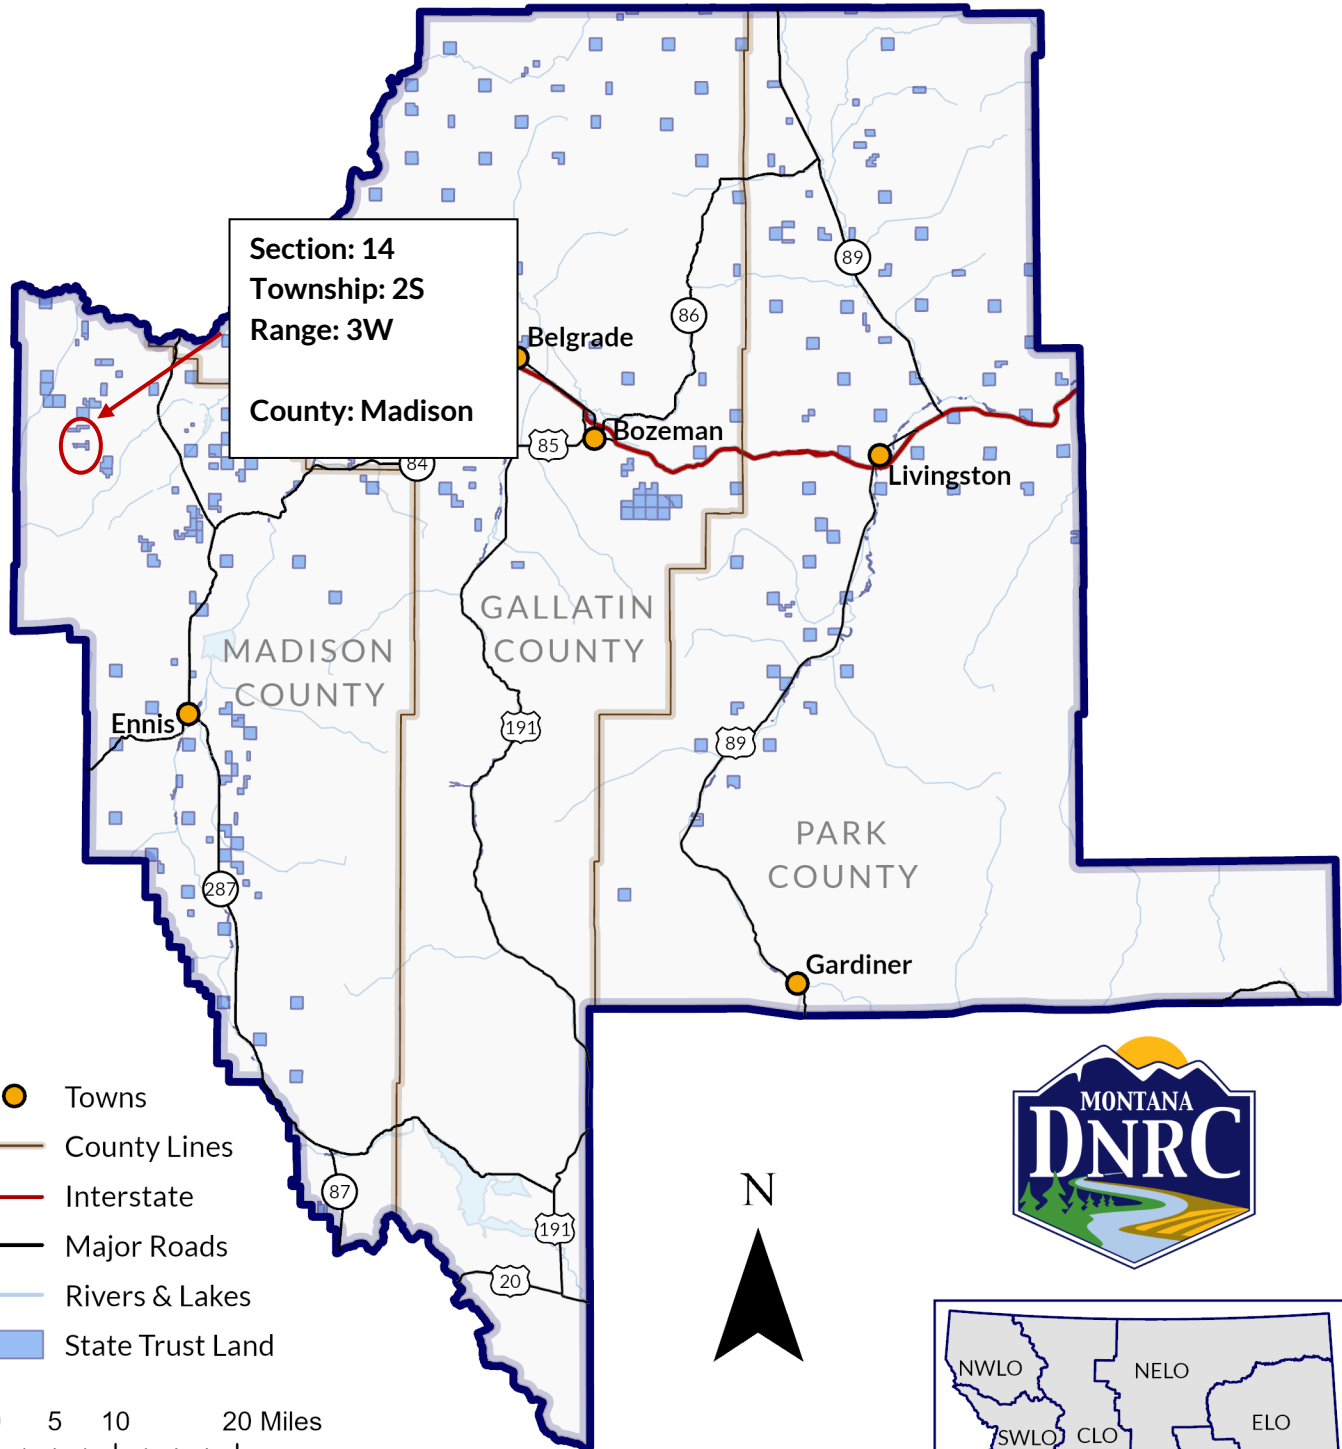 Section: 14
Township: 2S
Range: 3W
County: Madison
89
86
Belgrade
Bozeman
85
84
Livingston
GALLATIN
COUNTY
MADISON
COUNTY
Ennis
191
89
PARK
COUNTY
287
Gardiner
Towns
County Lines
Interstate
Major Roads
Rivers & Lakes
State Trust Land
87
191
20
N
MONTANA
DNRC
5 10 20 Miles
NWLO
NELO
SWLO
CLO
ELO